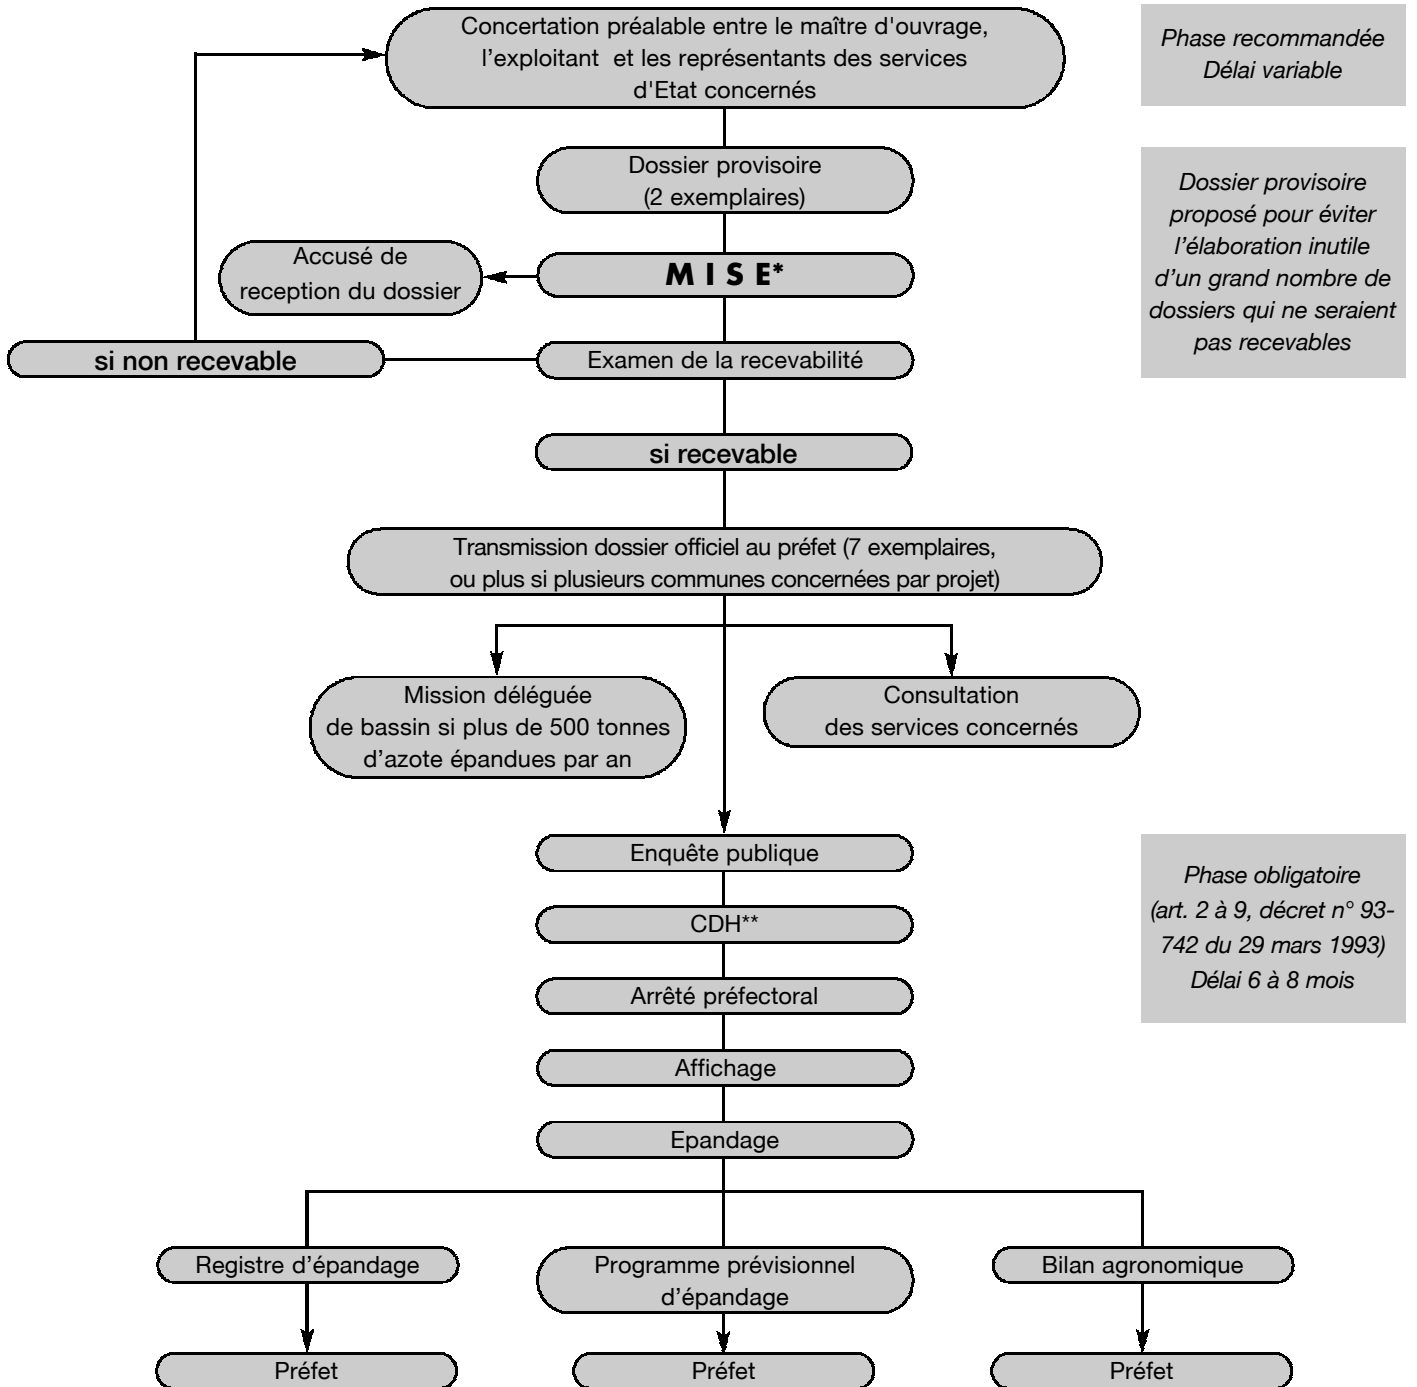 Concertation préalable entre le maître d'ouvrage,
l’exploitant et les représentants des services
d'Etat concernés
Phase recommandée
Délai variable
Dossier provisoire
(2 exemplaires)
Dossier provisoire
proposé pour éviter
l’élaboration inutile
d’un grand nombre de
dossiers qui ne seraient
pas recevables
Accusé de
reception du dossier
M I S E*
si non recevable
Examen de la recevabilité
si recevable
Transmission dossier officiel au préfet (7 exemplaires,
ou plus si plusieurs communes concernées par projet)
Mission déléguée
de bassin si plus de 500 tonnes
d’azote épandues par an
Consultation
des services concernés
Enquête publique
CDH**
Arrêté préfectoral
Affichage
Epandage
Phase obligatoire
(art. 2 à 9, décret n° 93-
742 du 29 mars 1993)
Délai 6 à 8 mois
Registre d’épandage
Programme prévisionnel
d’épandage
Bilan agronomique
Préfet
Préfet
Préfet